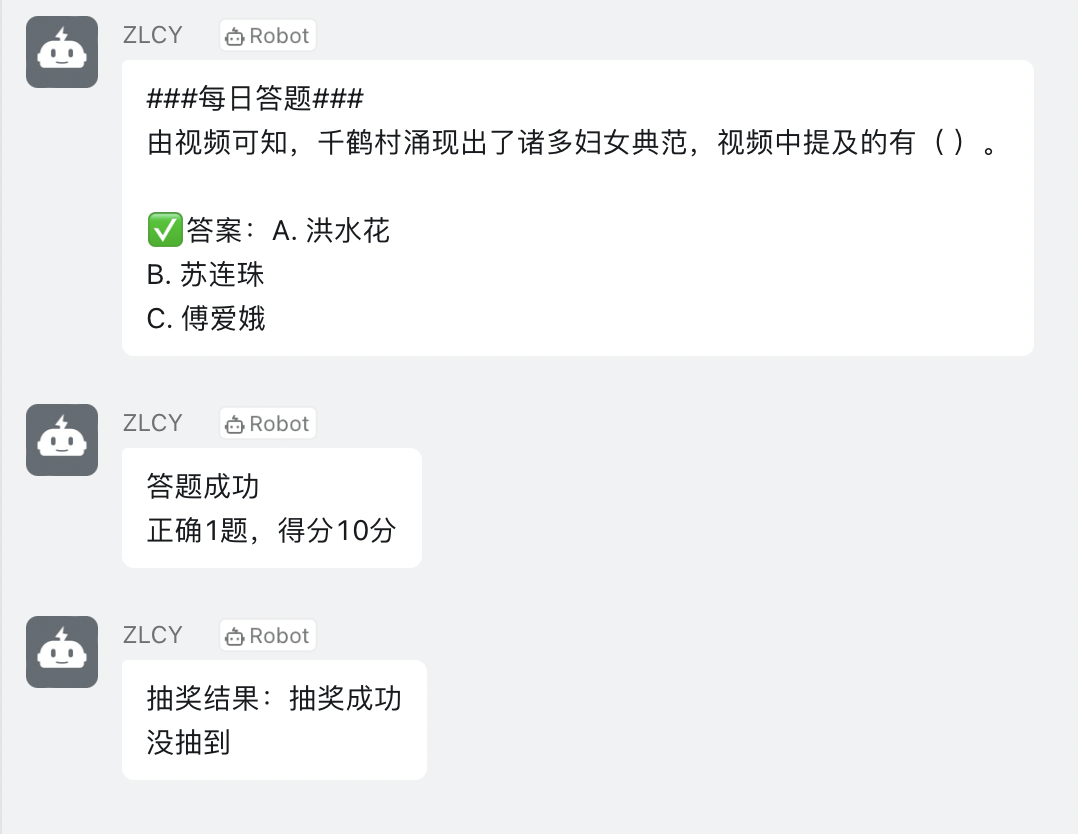 ZLCY Robot
###每日答题###
由视频可知，千鹤村涌现出了诸多妇女典范，视频中提及的有（ ）。
✅答案：A. 洪水花
B. 苏连珠
C. 傅爱娥
ZLCY Robot
答题成功
正确1题，得分10分
ZLCY Robot
抽奖结果：抽奖成功
没抽到